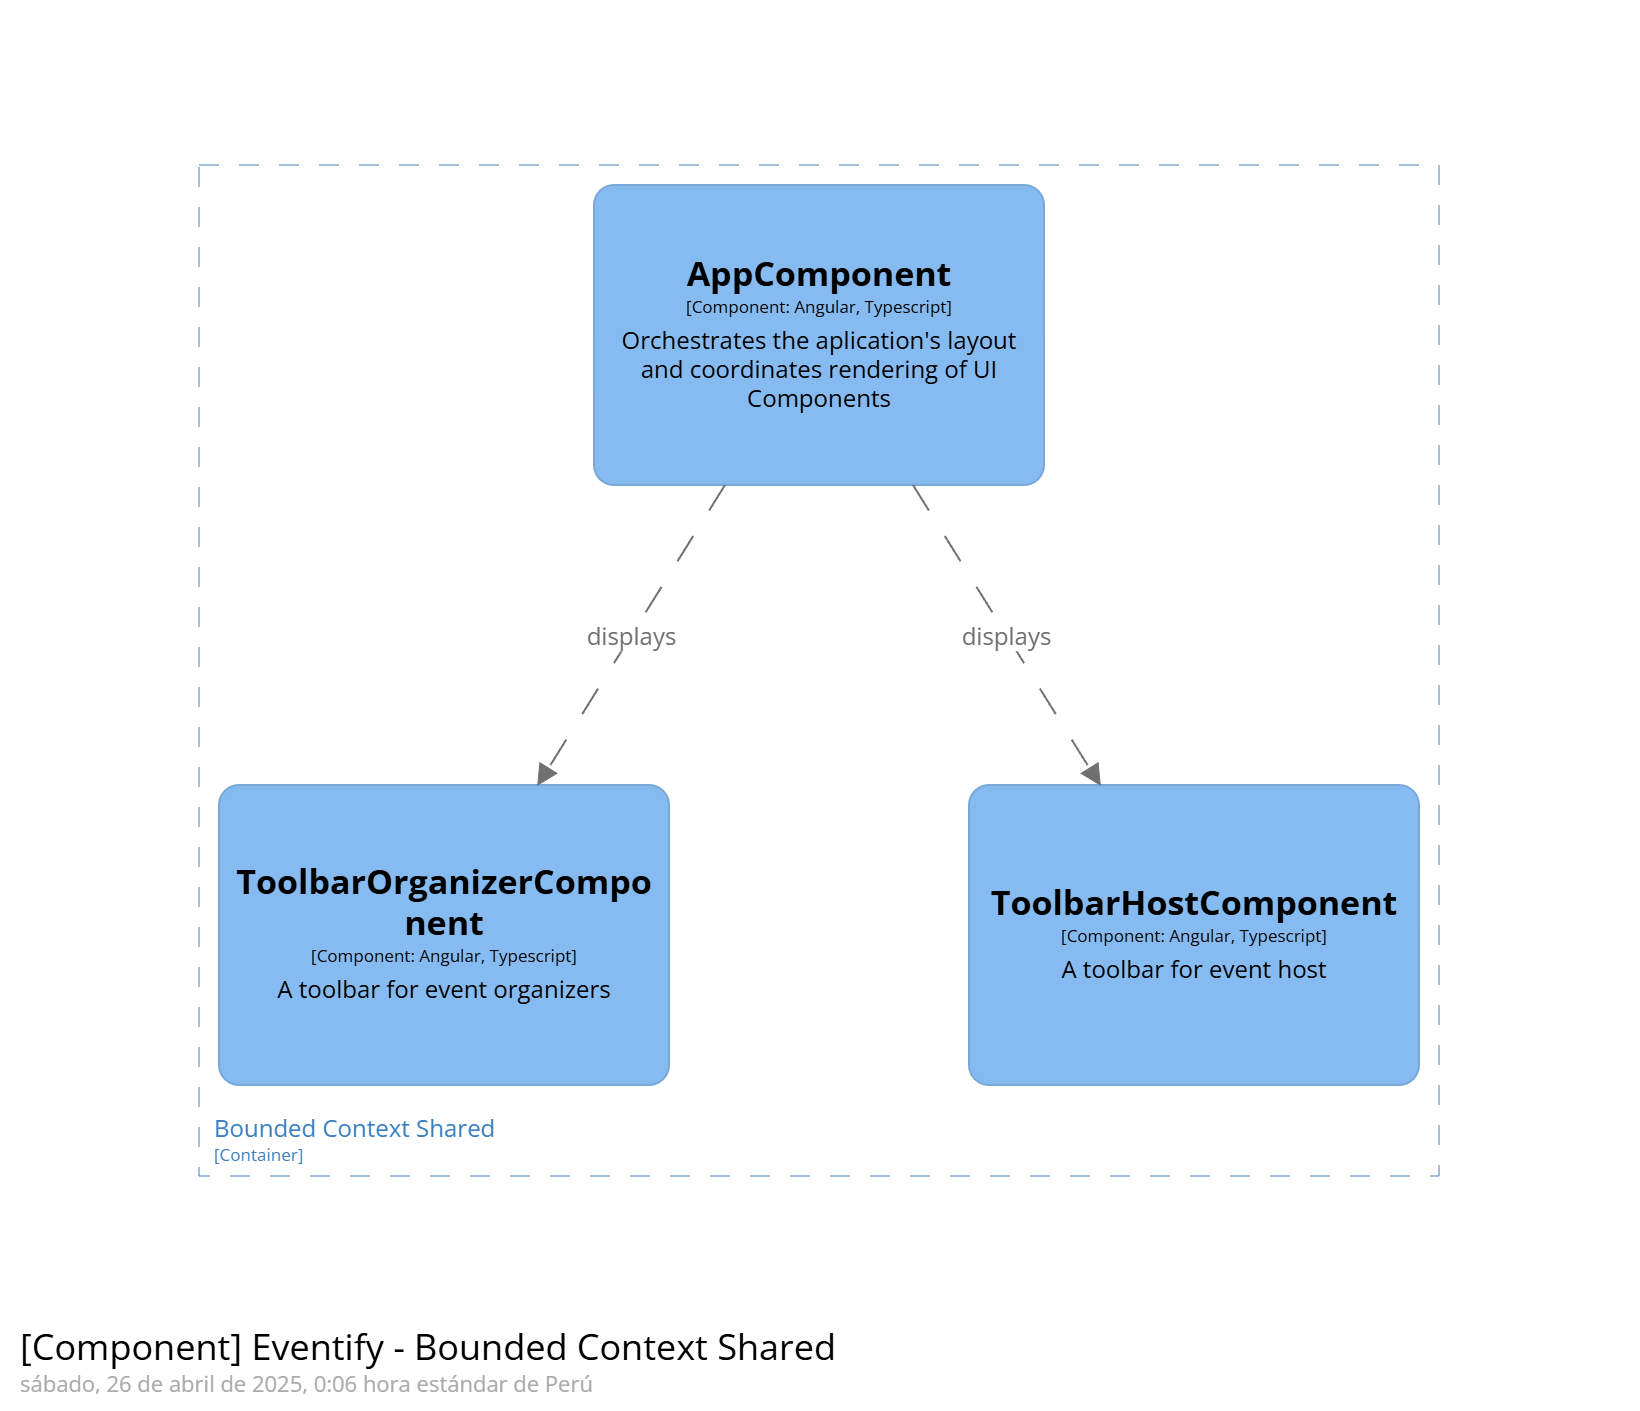 AppComponent
[Component: Angular, Typescript]
Orchestrates the aplication's layout
and coordinates rendering of UI
Components
displays
displays
ToolbarOrganizerCompo
nent
[Component: Angular, Typescript]
A toolbar for event organizers
ToolbarHostComponent
[Component: Angular, Typescript]
A toolbar for event host
Bounded Context Shared
[Container]
[Component] Eventify - Bounded Context Shared
sábado, 26 de abril de 2025, 0:06 hora estándar de Perú